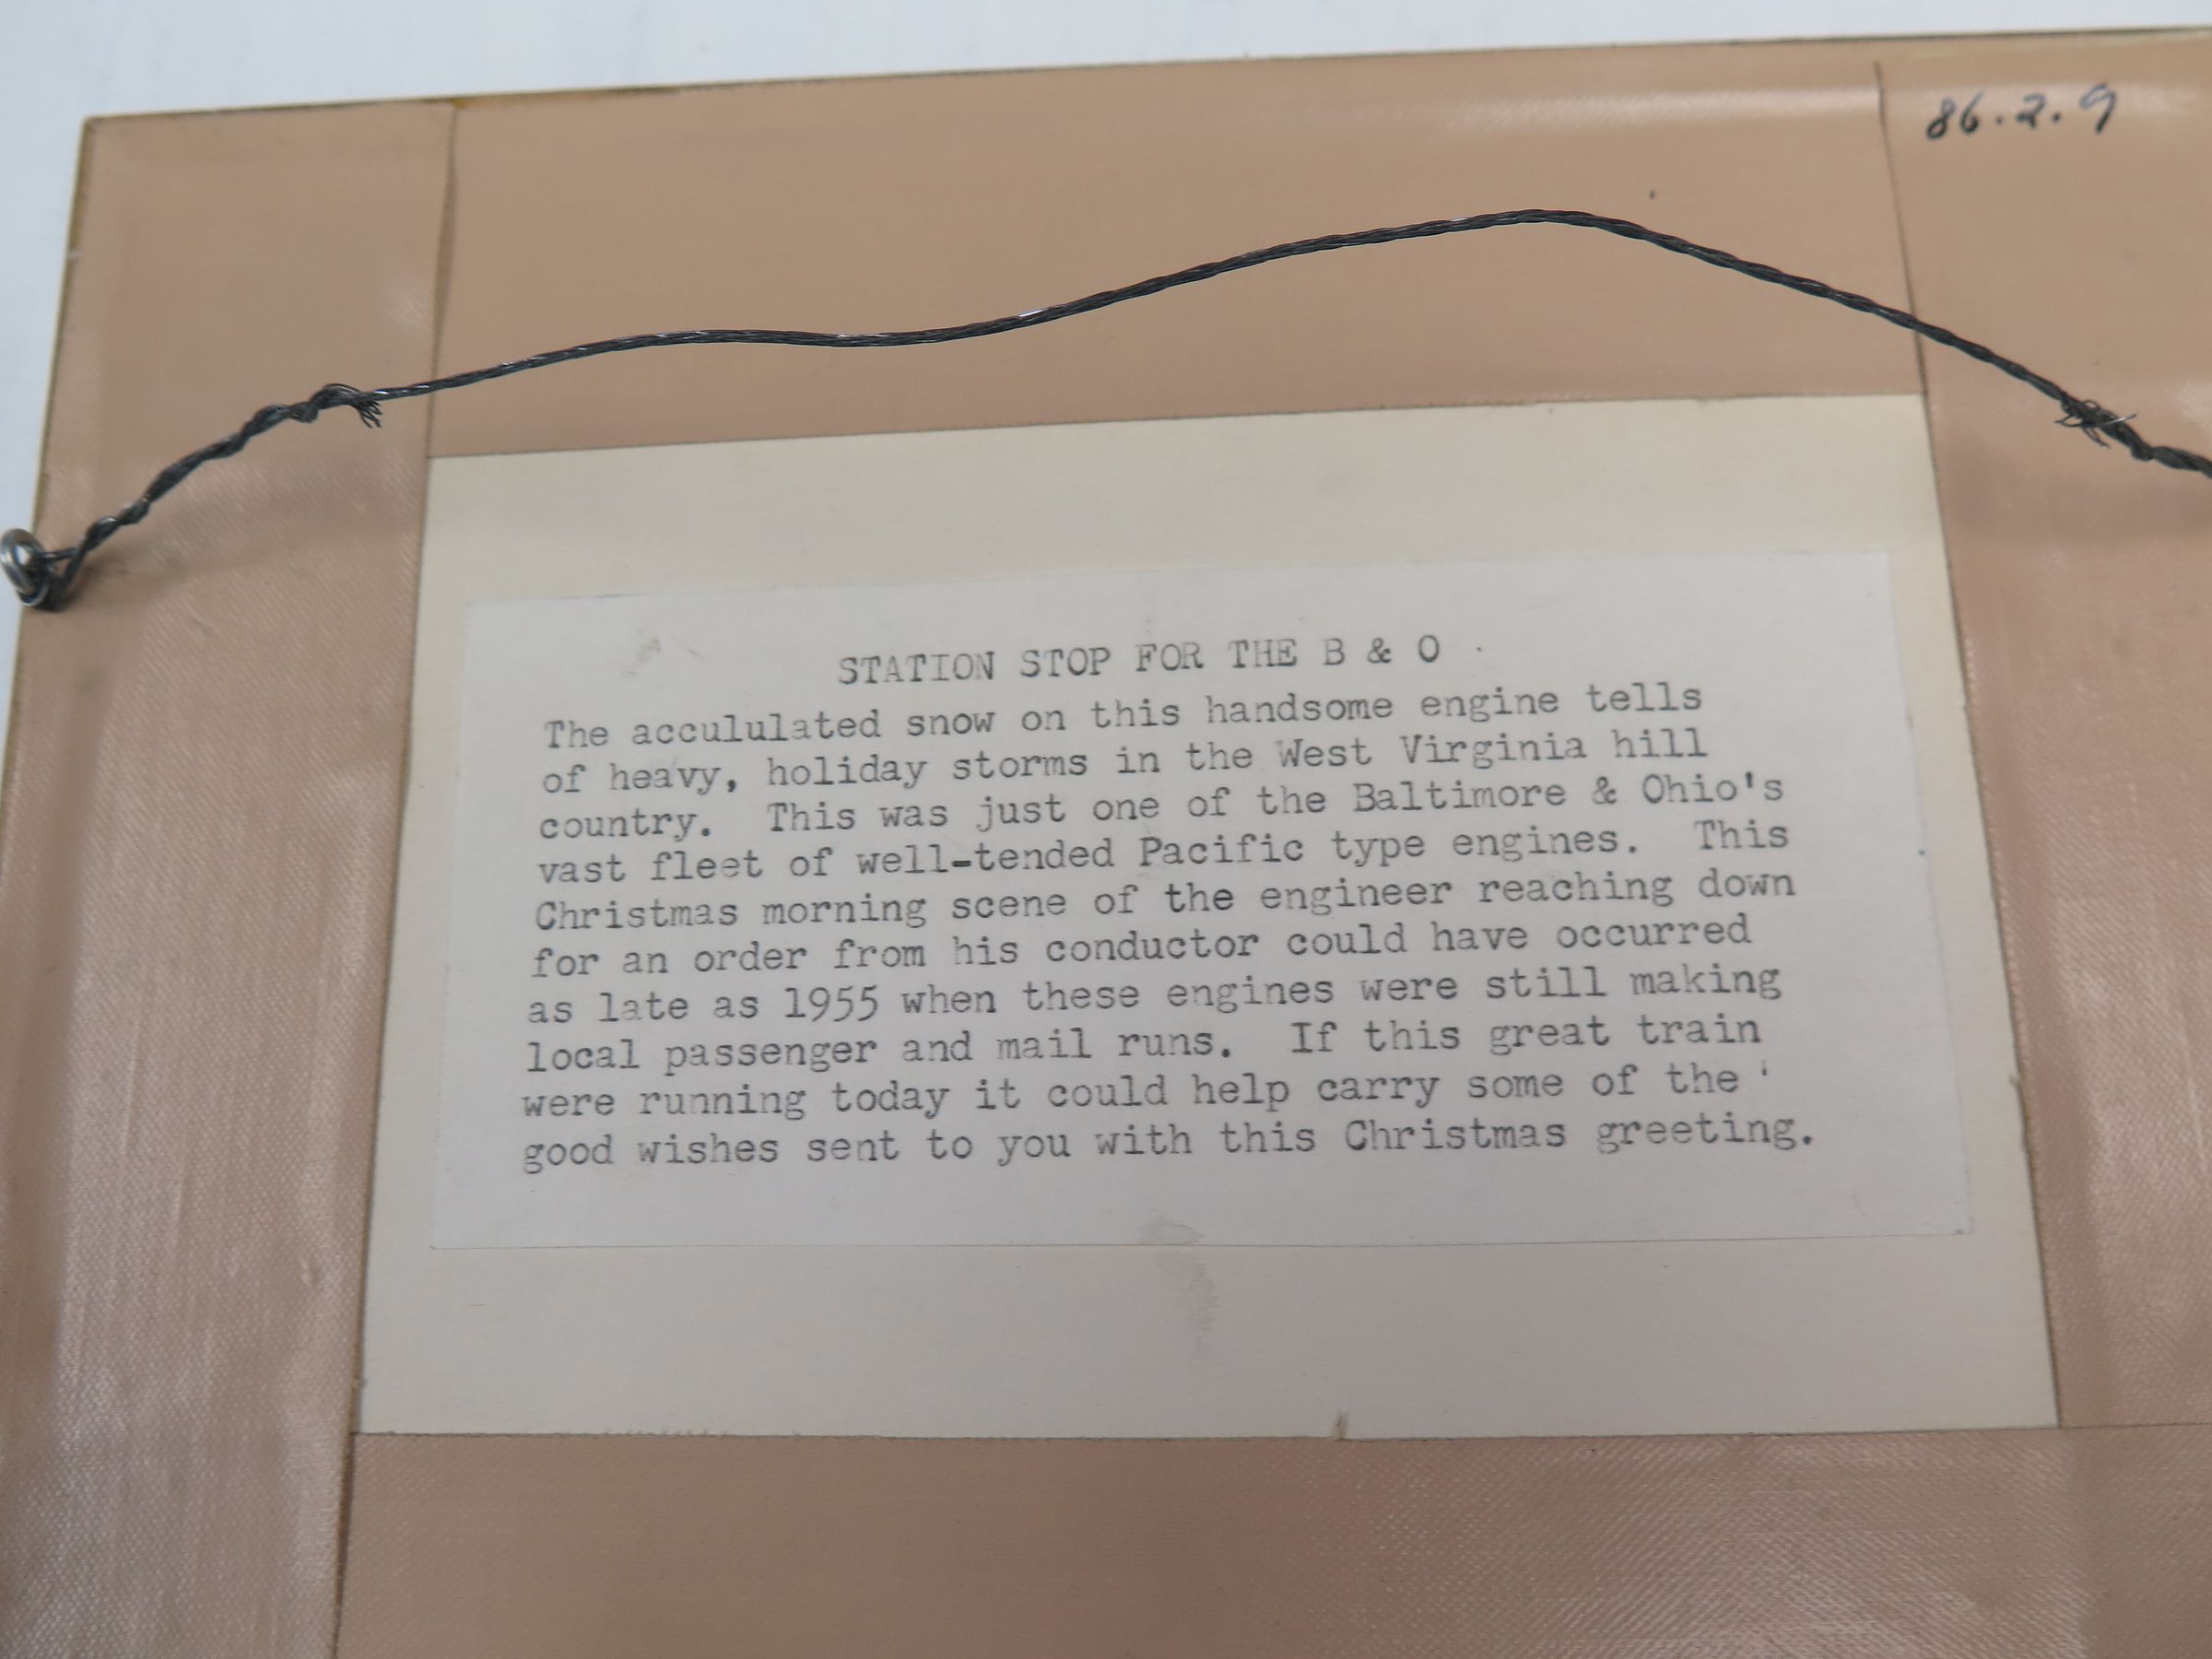 86.2.9
STATION STOP FOR THE B & O
The accululated snow on this handsome engine tells
of heavy, holiday storms in the West Virginia hill
country. This was just one of the Baltimore & Ohio's
vast fleet of well-tended Pacific type engines. This
Christmas morning scene of the engineer reaching down
for an order from his conductor could have occurred
as late as 1955 when these engines were still making
local passenger and mail runs. If this great train
were running today it could help carry some of the
good wishes sent to you with this Christmas greeting.